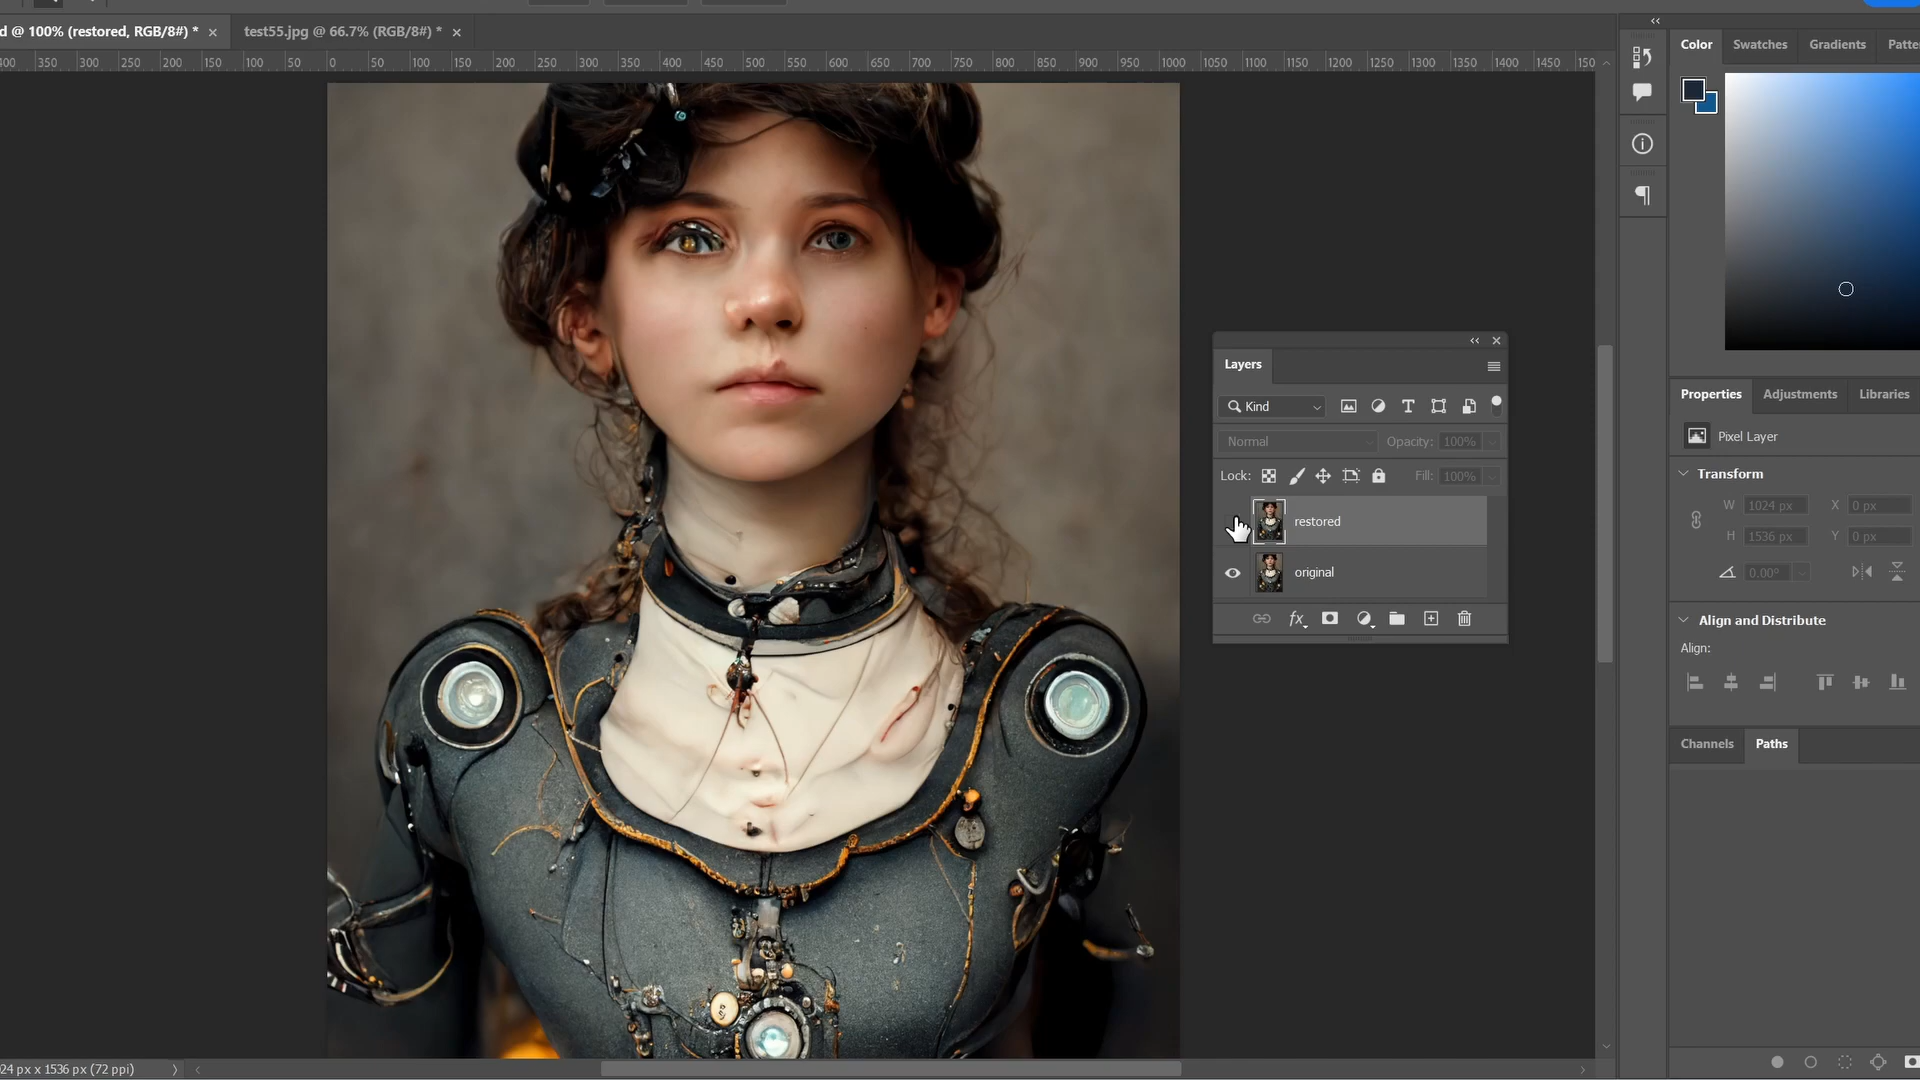 d @ 100% (restored, RGB/8#) *
test55.jpg @ 66.7% (RGB/8#) *
400 350 300 250 200 150 100 50 0 50 100 150 200 250 300 350 400 450 500 550 600 650 700 750 800 850 900 950 1000 1050 1100 1150 1200 1250 1300 1350 1400 1450 150
Color Swatches Gradients Patte
Layers
Kind
Normal Opacity: 100%
Lock: Fill: 100%
restored
original
fx
Properties Adjustments Libraries
Pixel Layer
Transform
W 1024 px X 0 px
H 1536 px Y 0 px
0.00°
Align and Distribute
Align:
Channels Paths
24 px x 1536 px (72 ppi)